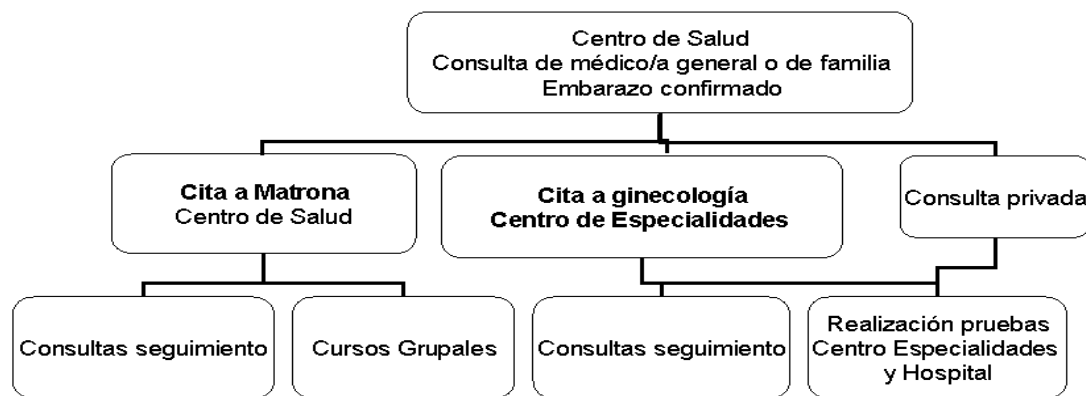 Centro de Salud
Consulta de médico/a general o de familia
Embarazo confirmado
Cita a Matrona
Centro de Salud
Cita a ginecología
Centro de Especialidades
Consulta privada
Consultas seguimiento
Cursos Grupales
Consultas seguimiento
Realización pruebas
Centro Especialidades
y Hospital